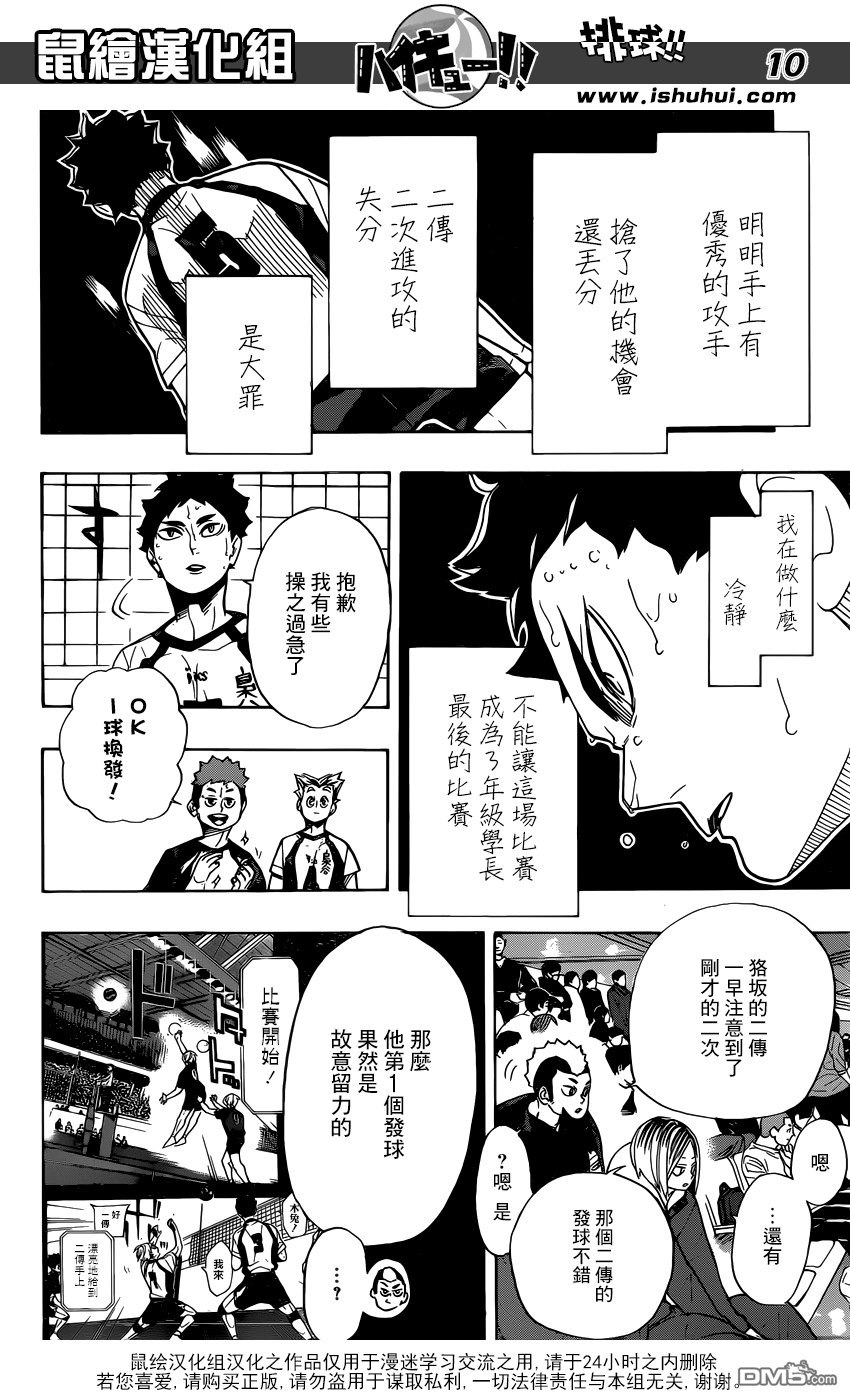 鼠繪漢化組
ハイキュー!!
排球!!
10
www.ishuhui.com
明明手上有
優秀的攻手
搶了他的機會
還丟分
二傳
二次進攻的
失分
是大罪
我在做什麼
冷靜
不能讓這場比賽
成為3年級學長
最後的比賽
す
抱歉
我有些
操之過急了
梟
OK
一球換發！
梟
狢坂的二傳
一早注意到了
剛才的二次
嗯
…還有
那個二傳的
發球不錯
？嗯
是
那麼
他第1個發球
果然是
故意留力的
…？
比賽開始！
ド
木兔？
我來
好
二傳
漂亮地給到
二傳手上
鼠绘汉化组汉化之作品仅用于漫迷学习交流之用, 请于24小时之内删除
若您喜爱, 请购买正版, 请勿盗用于谋取私利, 一切法律责任与本组无关, 谢谢。
DM5.com